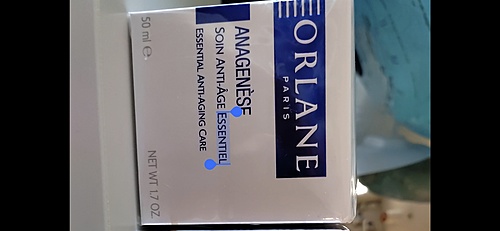 ORLANE
PARIS
ANAGENÈSE
SOIN ANTI-ÂGE ESSENTIEL
ESSENTIAL ANTI-AGING CARE
50 ml ℮
NET WT 1.7 OZ